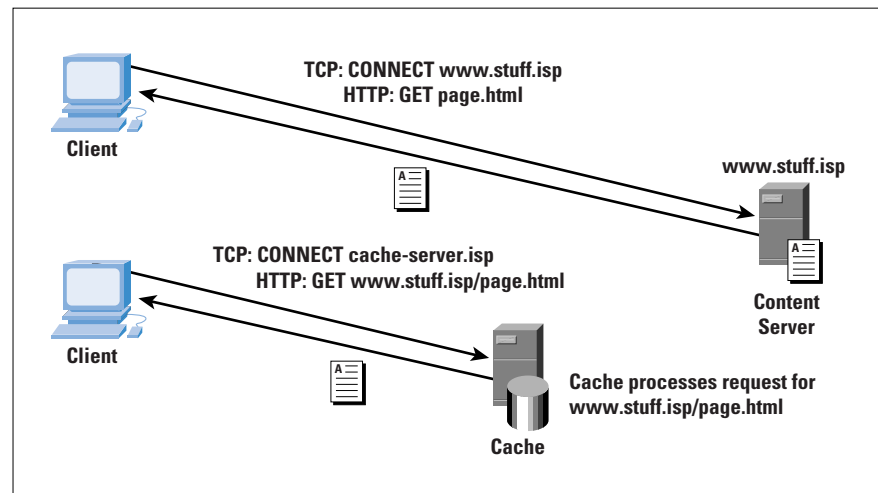 TCP: CONNECT www.stuff.isp
HTTP: GET page.html
Client
www.stuff.isp
A
A
Content
Server
TCP: CONNECT cache-server.isp
HTTP: GET www.stuff.isp/page.html
Client
A
Cache processes request for
www.stuff.isp/page.html
Cache